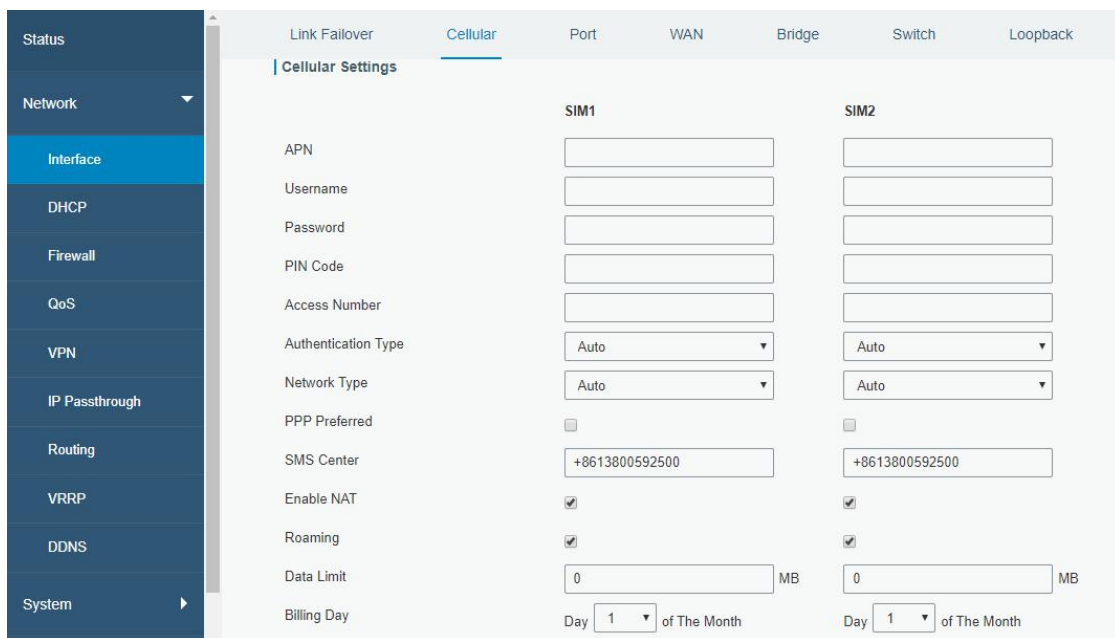 Status
Network
Interface
DHCP
Firewall
QoS
VPN
IP Passthrough
Routing
VRRP
DDNS
System
Link Failover Cellular Port WAN Bridge Switch Loopback
Cellular Settings
SIM1 SIM2
APN
Username
Password
PIN Code
Access Number
Authentication Type Auto Auto
Network Type Auto Auto
PPP Preferred
SMS Center +8613800592500 +8613800592500
Enable NAT
Roaming
Data Limit 0 MB 0 MB
Billing Day Day 1 of The Month Day 1 of The Month